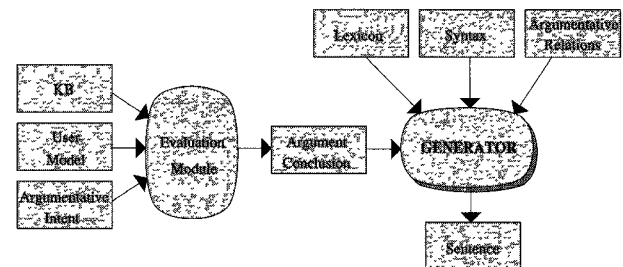 Lexicon
Syntax
Argumentative
Relations
KB
User
Model
Argumentative
Intent
Evaluation
Module
Argument
Conclusion
GENERATOR
Sentence